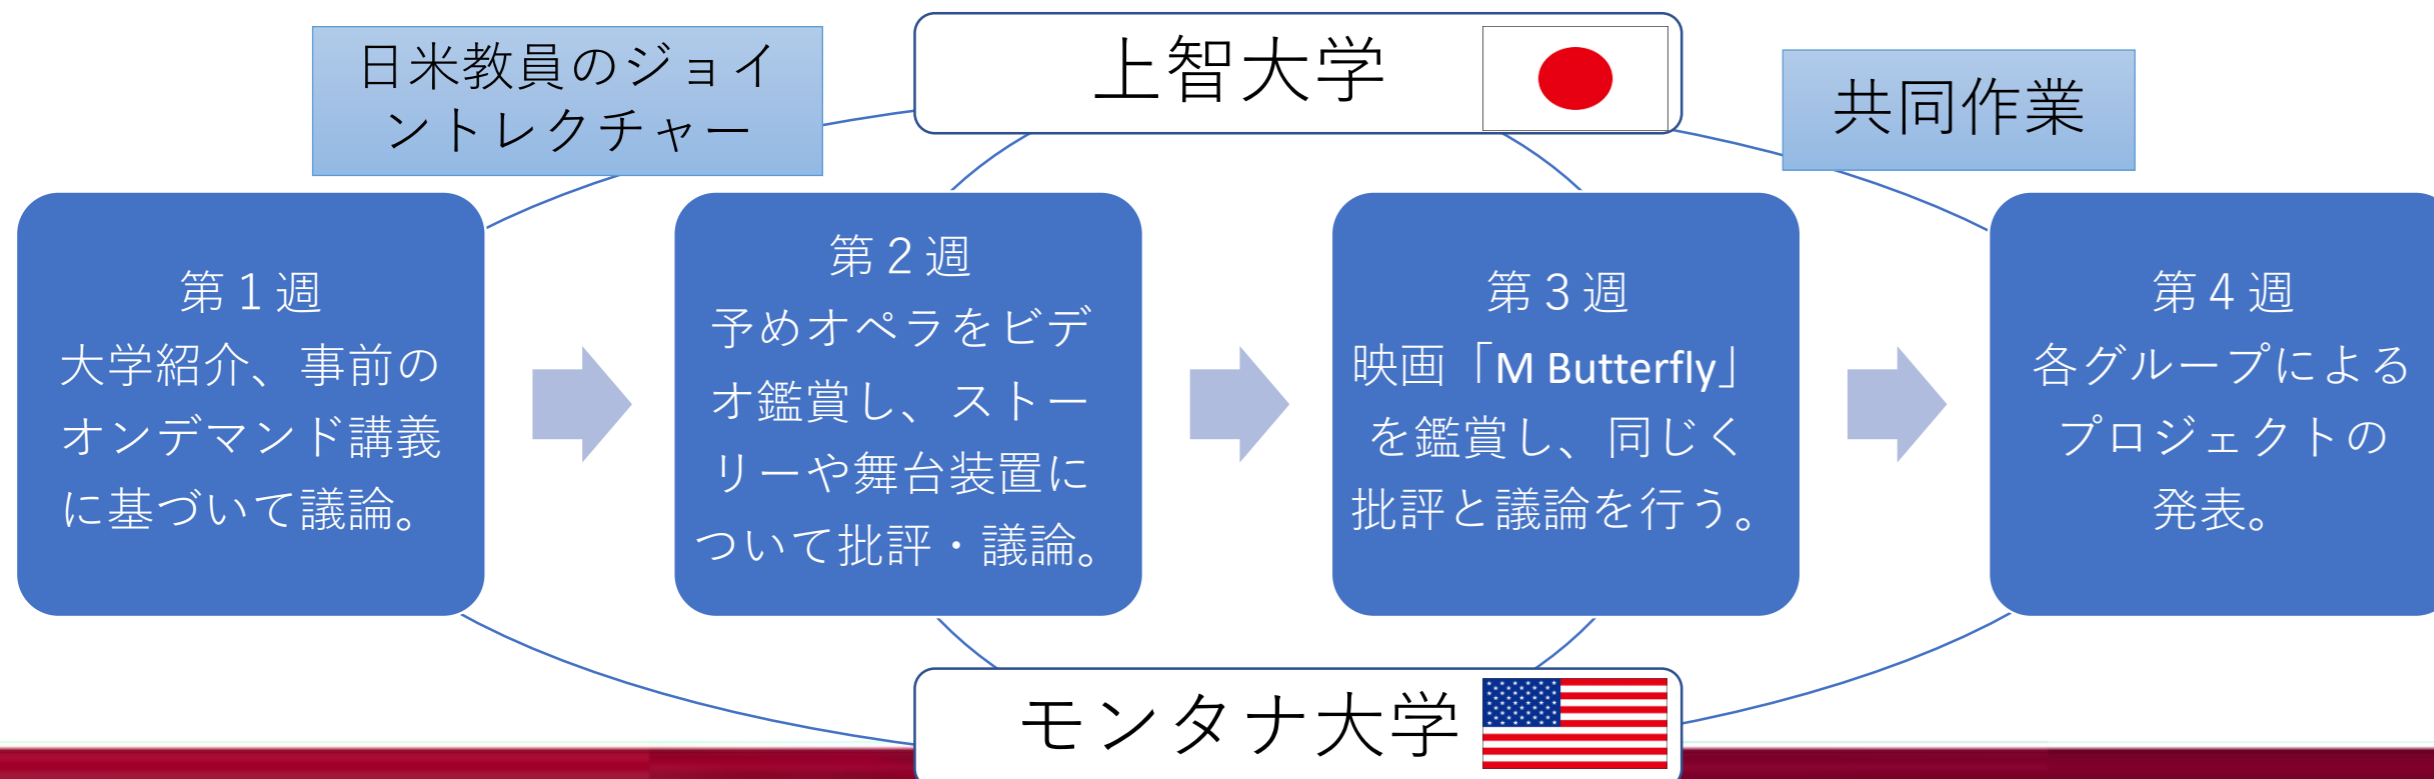 日米教員のジョイ
ントレクチャー
上智大学
共同作業
第１週
大学紹介、事前の
オンデマンド講義
に基づいて議論。
第２週
予めオペラをビデ
オ鑑賞し、ストー
リーや舞台装置に
ついて批評・議論。
第３週
映画「M Butterfly」
を鑑賞し、同じく
批評と議論を行う。
第４週
各グループによる
プロジェクトの
発表。
モンタナ大学